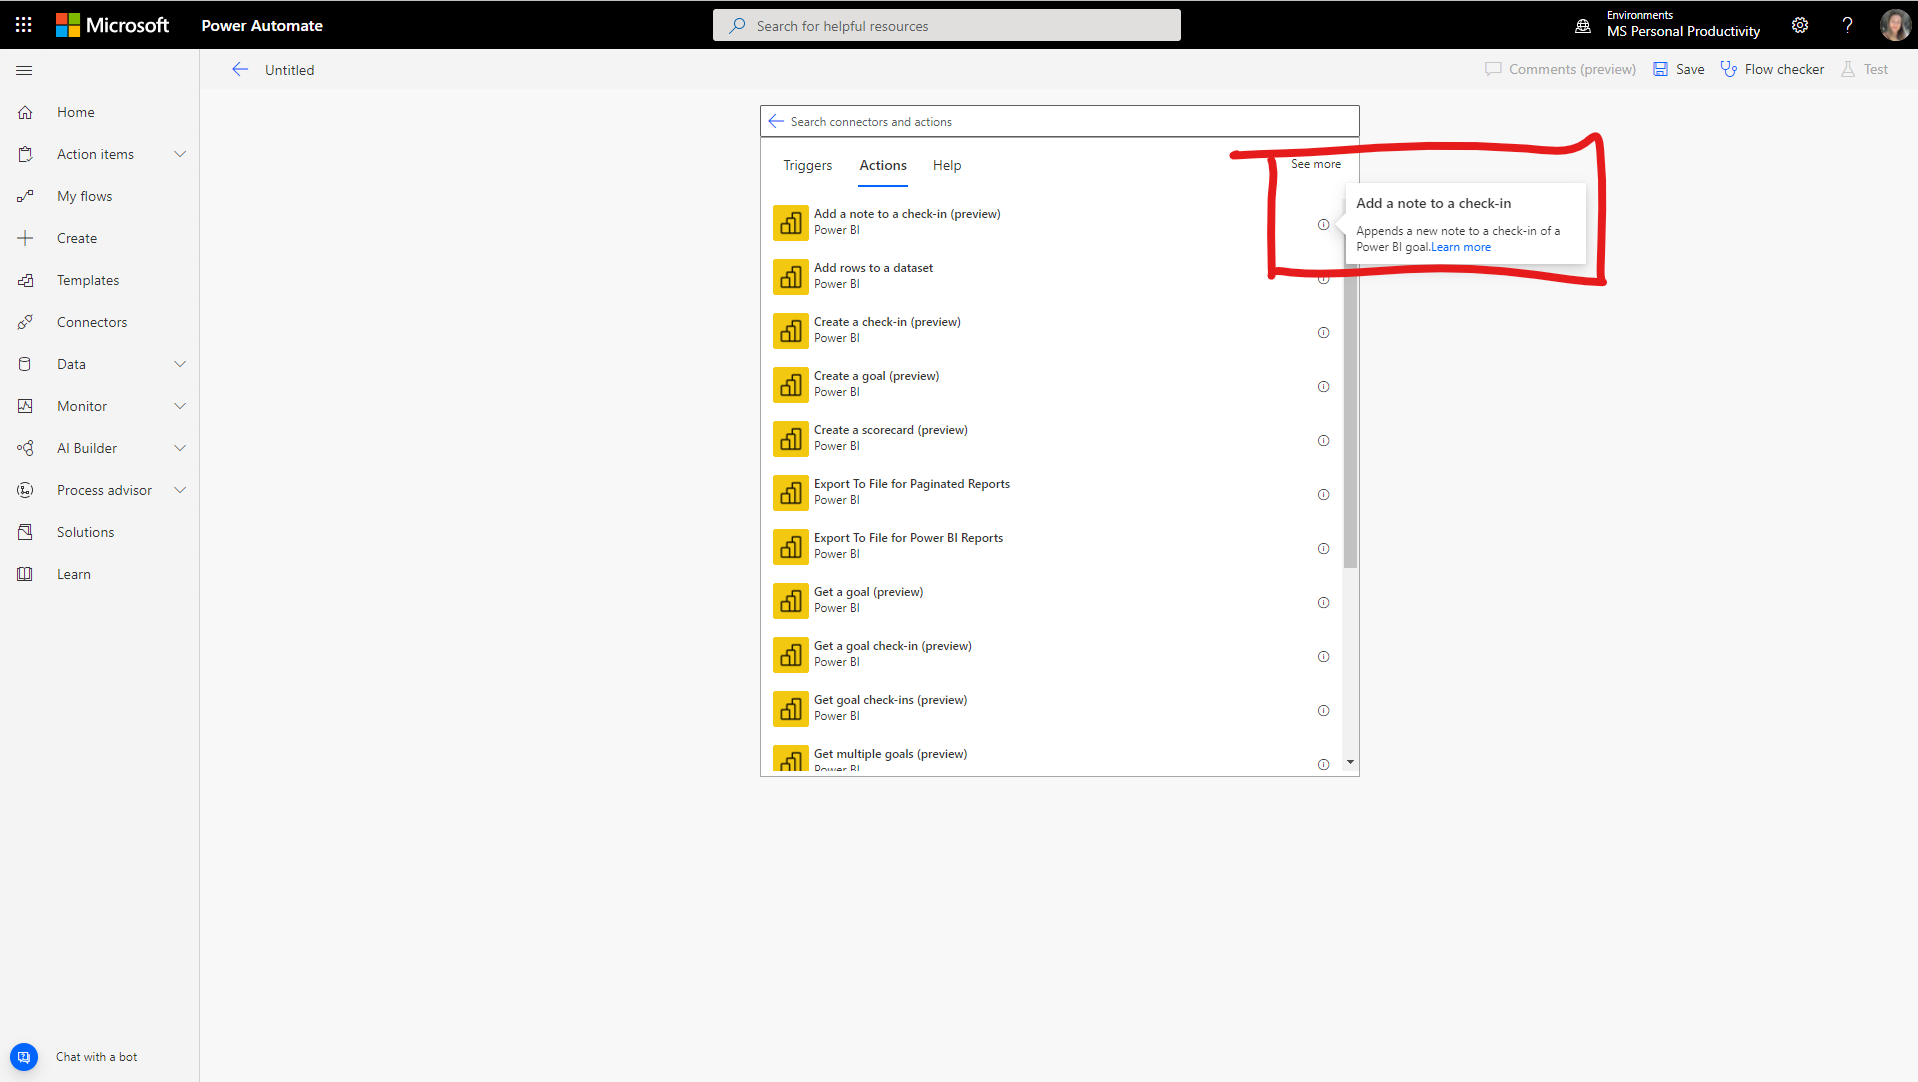 Microsoft
Power Automate
Search for helpful resources
Environments
MS Personal Productivity
Untitled
Comments (preview)
Save
Flow checker
Test
Home
Action items
My flows
Create
Templates
Connectors
Data
Monitor
AI Builder
Process advisor
Solutions
Learn
Chat with a bot
Search connectors and actions
Triggers
Actions
Help
See more
Add a note to a check-in (preview)
Power BI
Add a note to a check-in
Appends a new note to a check-in of a
Power BI goal.Learn more
Add rows to a dataset
Power BI
Create a check-in (preview)
Power BI
Create a goal (preview)
Power BI
Create a scorecard (preview)
Power BI
Export To File for Paginated Reports
Power BI
Export To File for Power BI Reports
Power BI
Get a goal (preview)
Power BI
Get a goal check-in (preview)
Power BI
Get goal check-ins (preview)
Power BI
Get multiple goals (preview)
Power BI